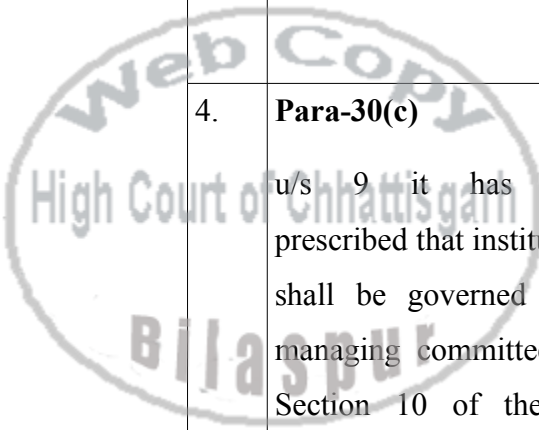 Web Copy
4. Para-30(c)
u/s 9 it has
High Court of Chhattisgarh
prescribed that institu
shall be governed
Bilaspur
managing committe
Section 10 of the